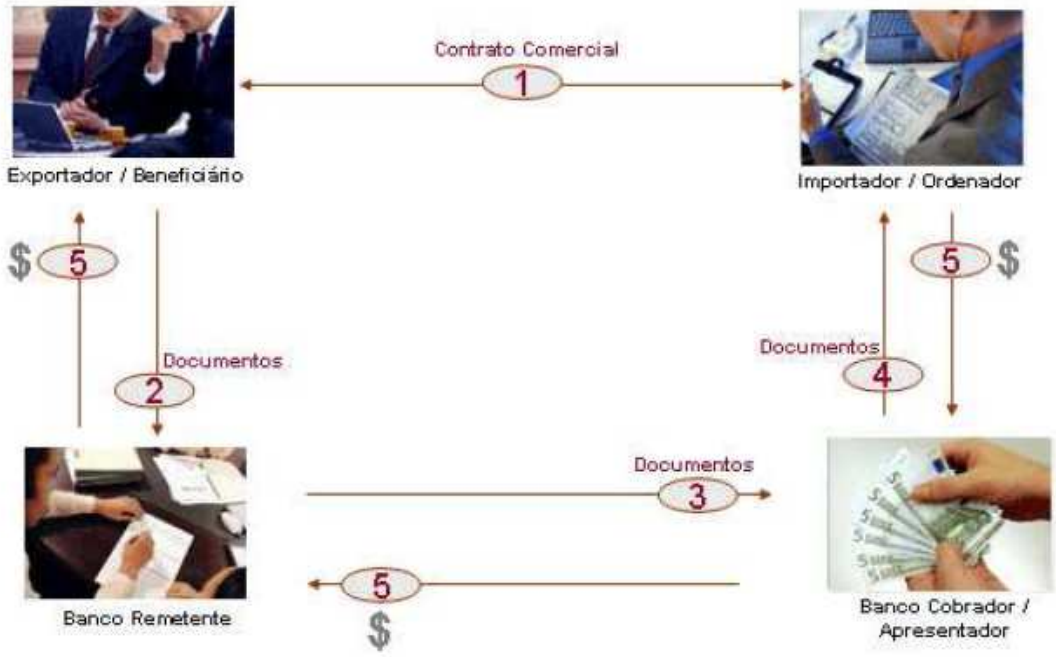 Contrato Comercial
1
Exportador / Beneficiário
Importador / Ordenador
$ 5
5 $
Documentos
2
Documentos
4
Documentos
3
5
$
Banco Remetente
Banco Cobrador /
Apresentador